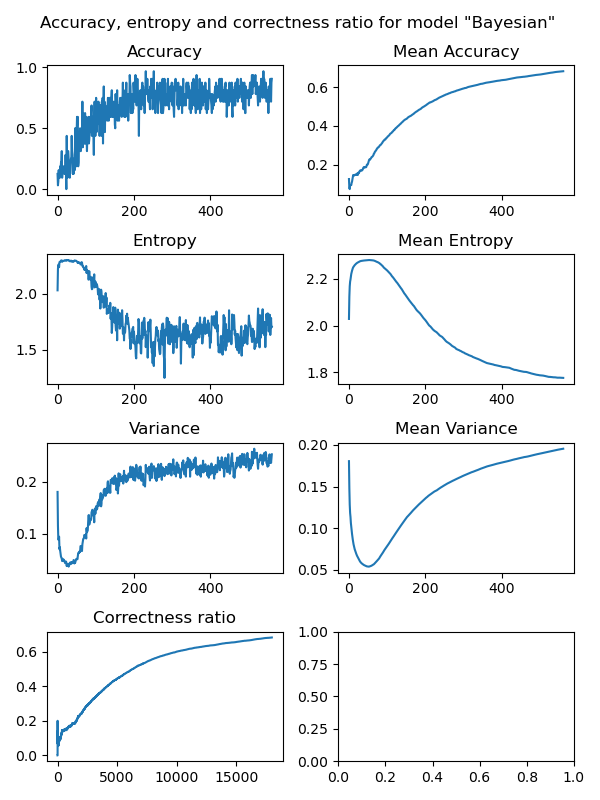 Accuracy, entropy and correctness ratio for model "Bayesian"
Accuracy
1.0
0.5
0.0
0 200 400
Mean Accuracy
0.6
0.4
0.2
0 200 400
Entropy
2.0
1.5
0 200 400
Mean Entropy
2.2
2.0
1.8
0 200 400
Variance
0.2
0.1
0 200 400
Mean Variance
0.20
0.15
0.10
0.05
0 200 400
Correctness ratio
0.6
0.4
0.2
0.0
0 5000 10000 15000
1.00
0.75
0.50
0.25
0.00
0.0 0.2 0.4 0.6 0.8 1.0